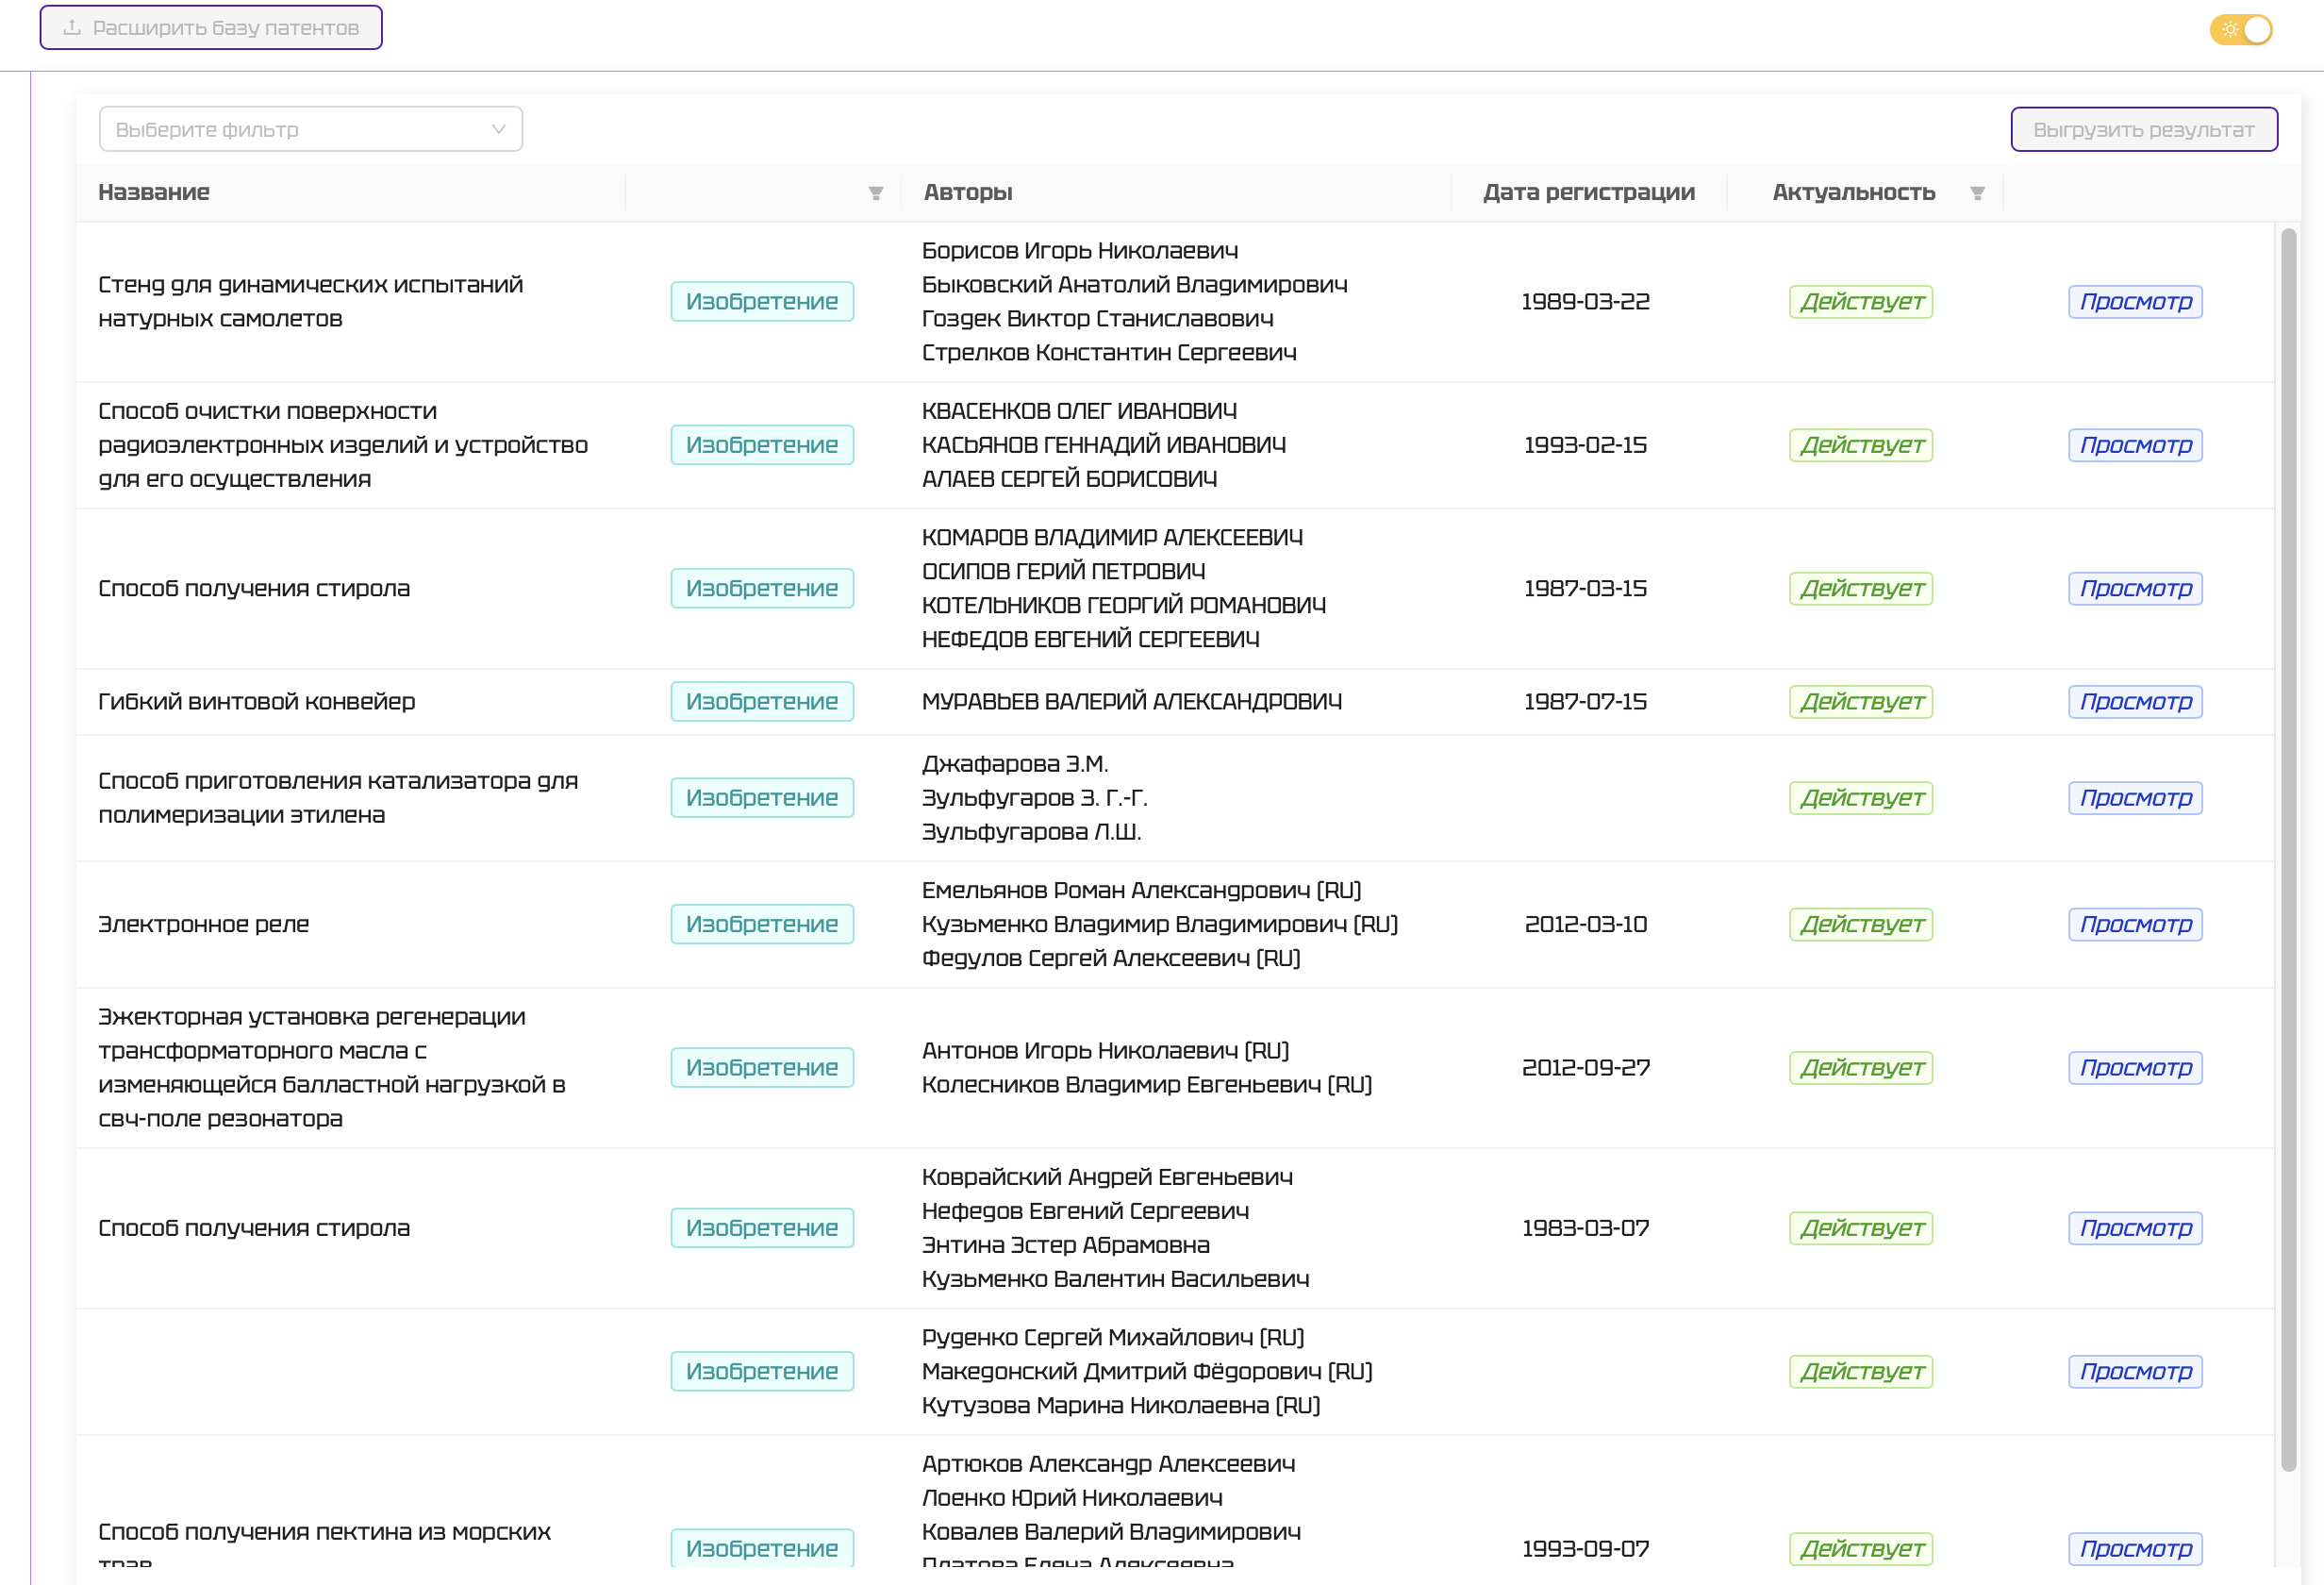 Расширить базу патентов
Выберите фильтр
Выгрузить результат
Название
Авторы
Дата регистрации
Актуальность
Стенд для динамических испытаний
натурных самолетов
Изобретение
Борисов Игорь Николаевич
Быковский Анатолий Владимирович
Гоздек Виктор Станиславович
Стрелков Константин Сергеевич
1989-03-22
Действует
Просмотр
Способ очистки поверхности
радиоэлектронных изделий и устройство
для его осуществления
Изобретение
КВАСЕНКОВ ОЛЕГ ИВАНОВИЧ
КАСЬЯНОВ ГЕННАДИЙ ИВАНОВИЧ
АЛАЕВ СЕРГЕЙ БОРИСОВИЧ
1993-02-15
Действует
Просмотр
Способ получения стирола
Изобретение
КОМАРОВ ВЛАДИМИР АЛЕКСЕЕВИЧ
ОСИПОВ ГЕРИЙ ПЕТРОВИЧ
КОТЕЛЬНИКОВ ГЕОРГИЙ РОМАНОВИЧ
НЕФЕДОВ ЕВГЕНИЙ СЕРГЕЕВИЧ
1987-03-15
Действует
Просмотр
Гибкий винтовой конвейер
Изобретение
МУРАВЬЕВ ВАЛЕРИЙ АЛЕКСАНДРОВИЧ
1987-07-15
Действует
Просмотр
Способ приготовления катализатора для
полимеризации этилена
Изобретение
Джафарова Э.М.
Зульфугаров З. Г.-Г.
Зульфугарова Л.Ш.
Действует
Просмотр
Электронное реле
Изобретение
Емельянов Роман Александрович (RU)
Кузьменко Владимир Владимирович (RU)
Федулов Сергей Алексеевич (RU)
2012-03-10
Действует
Просмотр
Эжекторная установка регенерации
трансформаторного масла с
изменяющейся балластной нагрузкой в
свч-поле резонатора
Изобретение
Антонов Игорь Николаевич (RU)
Колесников Владимир Евгеньевич (RU)
2012-09-27
Действует
Просмотр
Способ получения стирола
Изобретение
Коврайский Андрей Евгеньевич
Нефедов Евгений Сергеевич
Энтина Эстер Абрамовна
Кузьменко Валентин Васильевич
1983-03-07
Действует
Просмотр
Изобретение
Руденко Сергей Михайлович (RU)
Македонский Дмитрий Фёдорович (RU)
Кутузова Марина Николаевна (RU)
Действует
Просмотр
Способ получения пектина из морских
трав
Изобретение
Артюков Александр Алексеевич
Лоенко Юрий Николаевич
Ковалев Валерий Владимирович
Платова Елена Алексеевна
1993-09-07
Действует
Просмотр